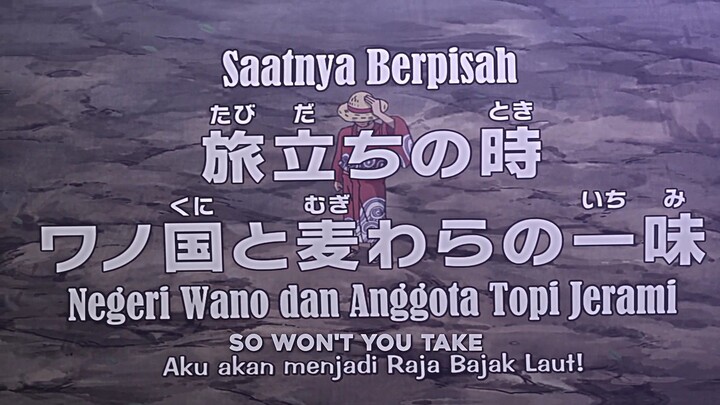 Saatnya Berpisah
たび だ とき
旅立ちの時
くに むぎ いち み
ワノ国と麦わらの一味
Negeri Wano dan Anggota Topi Jerami
SO WON'T YOU TAKE
Aku akan menjadi Raja Bajak Laut!